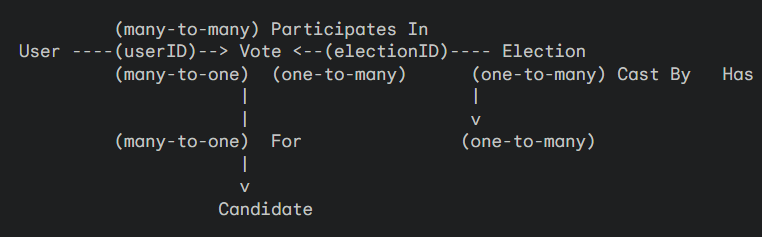 (many-to-many) Participates In
User ----(userID)--> Vote <--(electionID)---- Election
(many-to-one) (one-to-many) (one-to-many) Cast By Has
| |
| v
(many-to-one) For (one-to-many)
|
v
Candidate